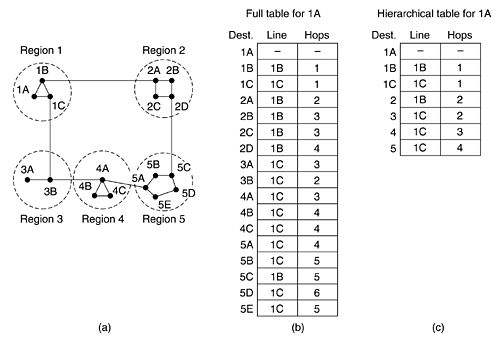 Region 1
Region 2
1B
1A
1C
2A 2B
2C 2D
3A
3B
4A
4B
4C
5A
5B
5C
5D
5E
Region 3
Region 4
Region 5
(a)
Full table for 1A
Dest. Line Hops
1A – –
1B 1B 1
1C 1C 1
2A 1B 2
2B 1B 3
2C 1B 3
2D 1B 4
3A 1C 3
3B 1C 2
4A 1C 3
4B 1C 4
4C 1C 4
5A 1C 4
5B 1C 5
5C 1B 5
5D 1C 6
5E 1C 5
(b)
Hierarchical table for 1A
Dest. Line Hops
1A – –
1B 1B 1
1C 1C 1
2 1B 2
3 1C 2
4 1C 3
5 1C 4
(c)